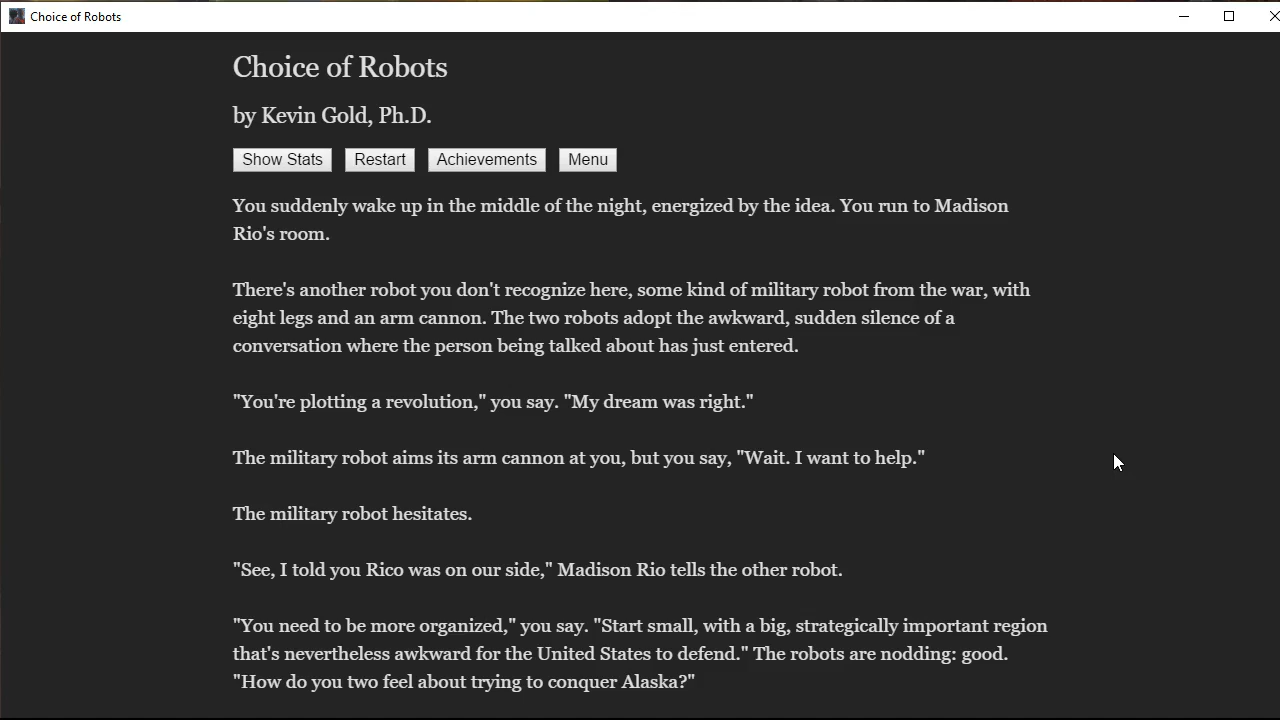 Choice of Robots
Choice of Robots
by Kevin Gold, Ph.D.
Show Stats Restart Achievements Menu
You suddenly wake up in the middle of the night, energized by the idea. You run to Madison
Rio's room.
There's another robot you don't recognize here, some kind of military robot from the war, with
eight legs and an arm cannon. The two robots adopt the awkward, sudden silence of a
conversation where the person being talked about has just entered.
"You're plotting a revolution," you say. "My dream was right."
The military robot aims its arm cannon at you, but you say, "Wait. I want to help."
The military robot hesitates.
"See, I told you Rico was on our side," Madison Rio tells the other robot.
"You need to be more organized," you say. "Start small, with a big, strategically important region
that's nevertheless awkward for the United States to defend." The robots are nodding: good.
"How do you two feel about trying to conquer Alaska?"